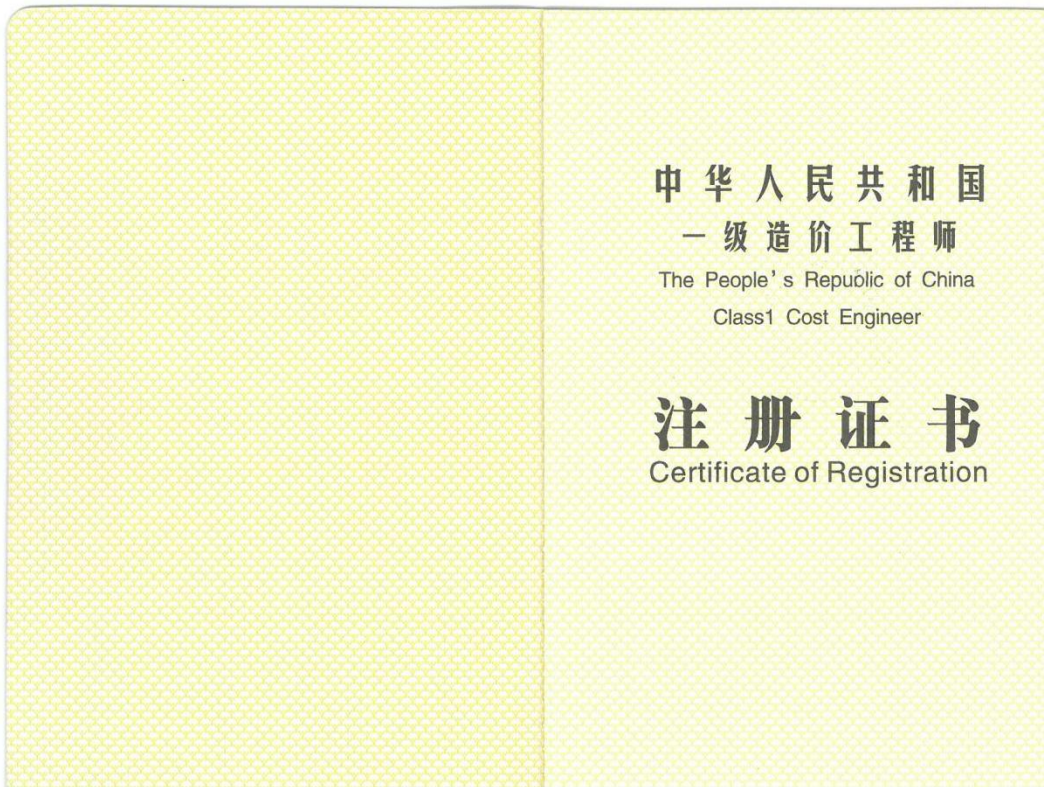 中华人民共和国
一级造价工程师
The People's Republic of China
Class1 Cost Engineer
注册证书
Certificate of Registration